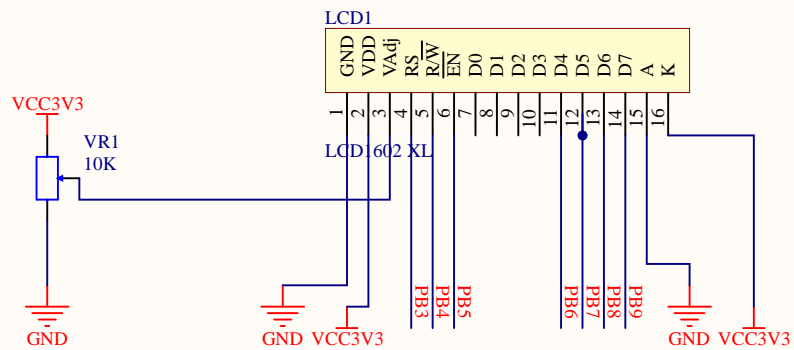 LCD1
GND
VDD
VAdj
RS
R/W
EN
D0
D1
D2
D3
D4
D5
D6
D7
A
K
1
2
3
4
5
6
7
8
9
10
11
12
13
14
15
16
LCD1602 XL
VCC3V3
VR1
10K
GND
GND
VCC3V3
PB3
PB4
PB5
PB6
PB7
PB8
PB9
GND
VCC3V3